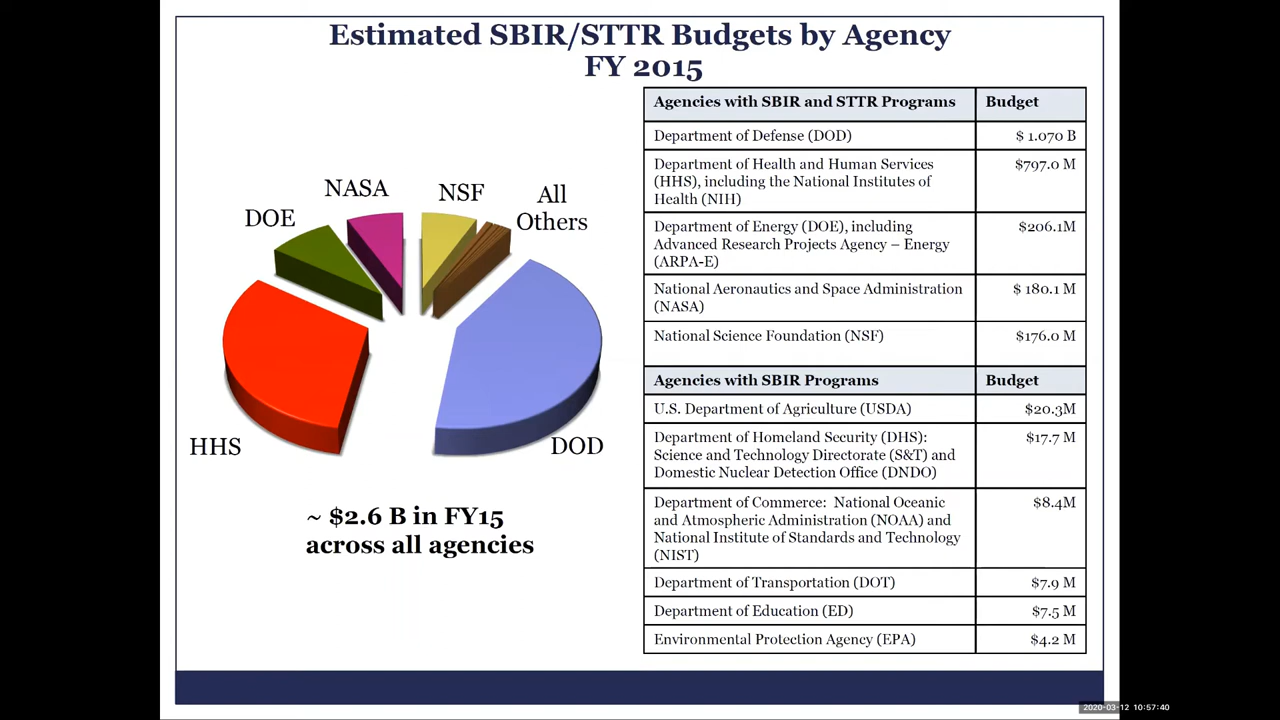 Estimated SBIR/STTR Budgets by Agency
FY 2015
NASA
NSF
All
Others
DOE
HHS
DOD
~ $2.6 B in FY15
across all agencies
Agencies with SBIR and STTR Programs Budget
Department of Defense (DOD) $ 1.070 B
Department of Health and Human Services $797.0 M
(HHS), including the National Institutes of
Health (NIH)
Department of Energy (DOE), including $206.1M
Advanced Research Projects Agency – Energy
(ARPA-E)
National Aeronautics and Space Administration $ 180.1 M
(NASA)
National Science Foundation (NSF) $176.0 M
Agencies with SBIR Programs Budget
U.S. Department of Agriculture (USDA) $20.3M
Department of Homeland Security (DHS): $17.7 M
Science and Technology Directorate (S&T) and
Domestic Nuclear Detection Office (DNDO)
Department of Commerce: National Oceanic $8.4M
and Atmospheric Administration (NOAA) and
National Institute of Standards and Technology
(NIST)
Department of Transportation (DOT) $7.9 M
Department of Education (ED) $7.5 M
Environmental Protection Agency (EPA) $4.2 M
2020-03-12 10:57:40